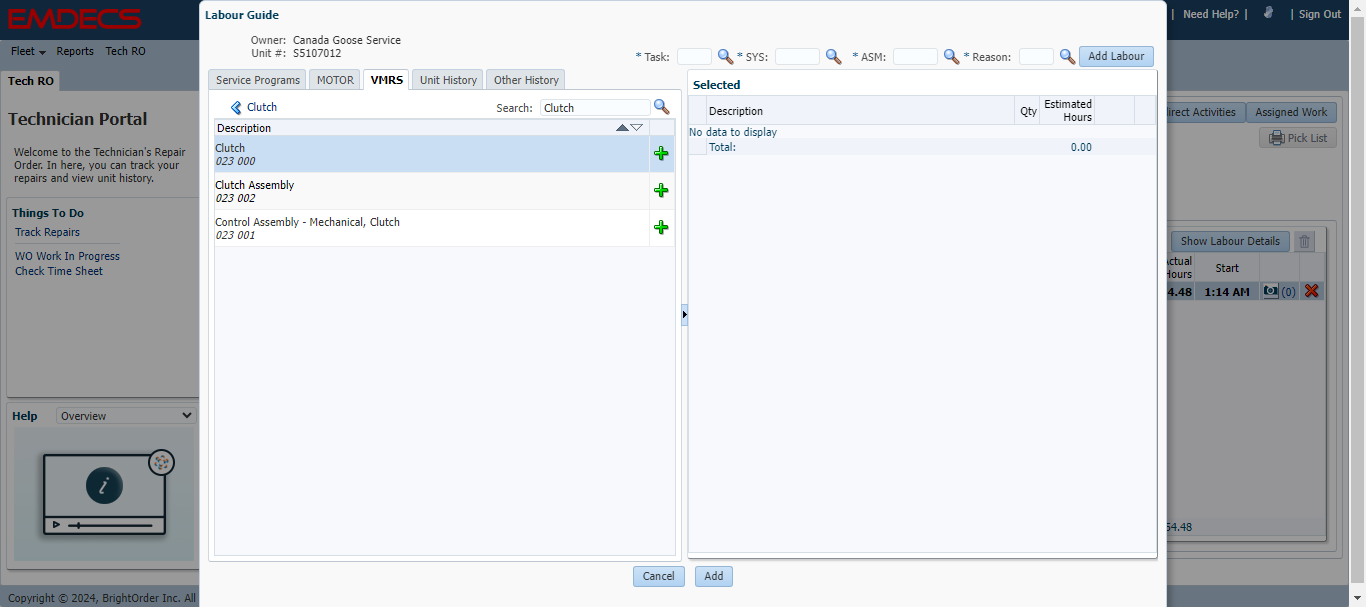 EMDECS
Need Help? |
| Sign Out
Fleet Reports Tech RO
Tech RO
Technician Portal
Welcome to the Technician's Repair
Order. In here, you can track your
repairs and view unit history.
Things To Do
Track Repairs
WO Work In Progress
Check Time Sheet
Help Overview
i
Copyright © 2024, BrightOrder Inc. All
Labour Guide
Owner: Canada Goose Service
Unit #: S5107012
* Task: * SYS: * ASM: * Reason: Add Labour
Service Programs MOTOR VMRS Unit History Other History
Clutch Search: Clutch
Description
Clutch
023 000
Clutch Assembly
023 002
Control Assembly - Mechanical, Clutch
023 001
Selected
Description Qty Estimated
Hours
No data to display
Total: 0.00
Cancel Add
Activities Assigned Work
Pick List
Show Labour Details
Hours Start
4.48 1:14 AM (0)
54.48